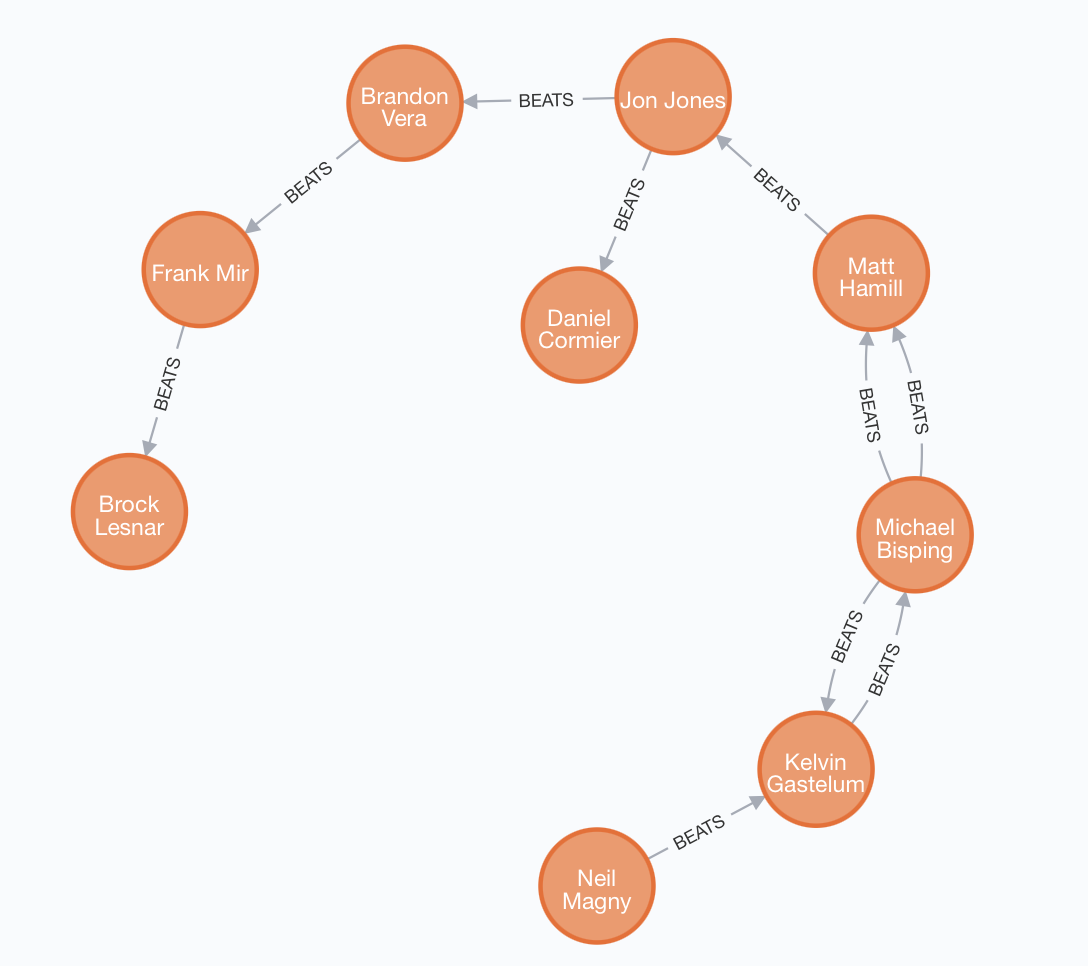 Brandon
Vera
BEATS
Jon Jones
BEATS
BEATS
BEATS
Frank Mir
Matt
Hamill
Daniel
Cormier
BEATS
BEATS
BEATS
Brock
Lesnar
Michael
Bisping
BEATS
BEATS
Kelvin
Gastelum
BEATS
Neil
Magny